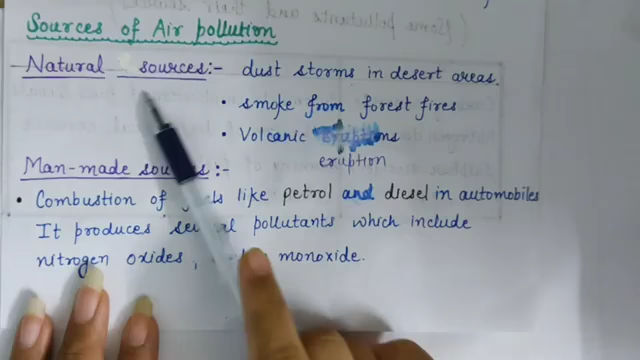 Sources of Air pollution
Natural sources:- dust storms in desert areas.
• smoke from forest fires
• Volcanic eruptions
eruption
Man-made sources:-
• Combustion of like petrol and diesel in automobiles
It produces pollutants which include
nitrogen oxides, monoxide.